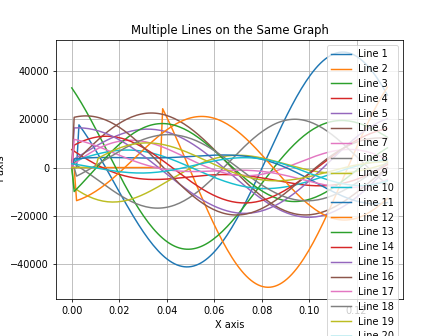 Multiple Lines on the Same Graph
40000
20000
0
−20000
−40000
0.00
0.02
0.04
0.06
0.08
0.10
X axis
axis
Line 1
Line 2
Line 3
Line 4
Line 5
Line 6
Line 7
Line 8
Line 9
Line 10
Line 11
Line 12
Line 13
Line 14
Line 15
Line 16
Line 17
Line 18
Line 19
Line 20